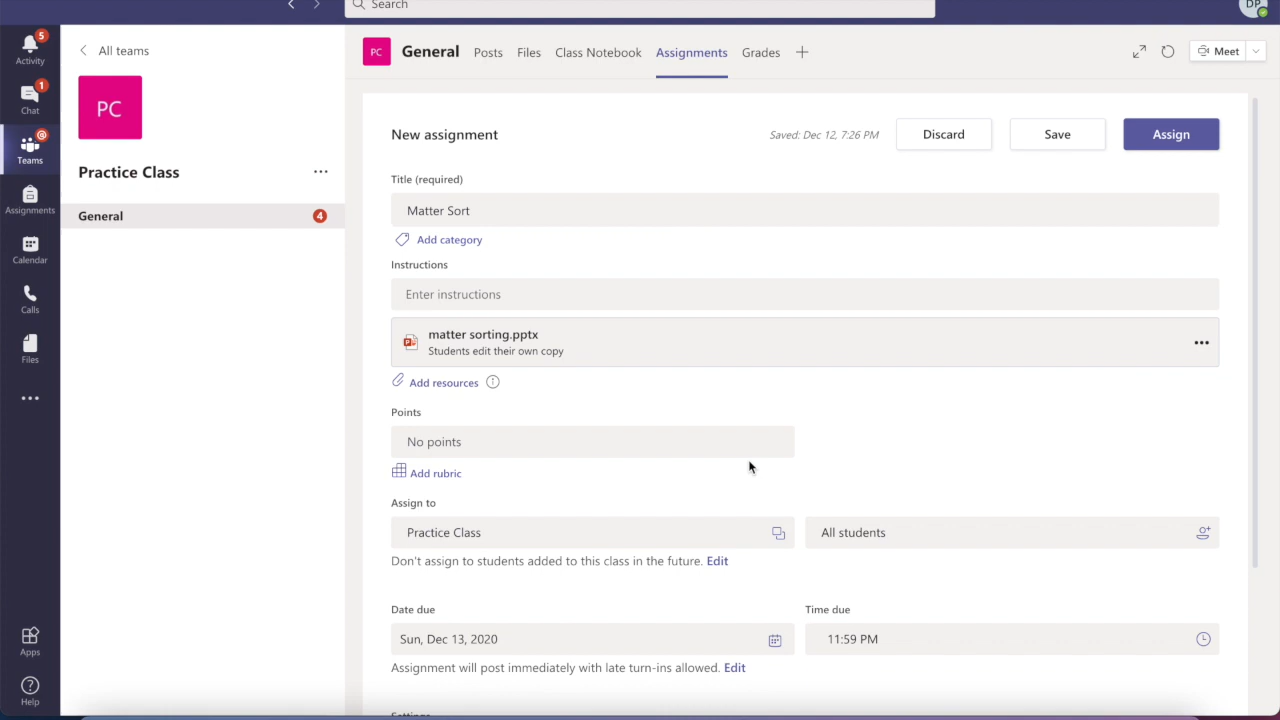 Search
DP
5
Activity
1
Chat
Teams
Assignments
Calendar
Calls
Files
Apps
Help
All teams
PC
Practice Class
General
4
PC
General
Posts
Files
Class Notebook
Assignments
Grades
Meet
New assignment
Saved: Dec 12, 7:26 PM
Discard
Save
Assign
Title (required)
Matter Sort
Add category
Instructions
Enter instructions
matter sorting.pptx
Students edit their own copy
Add resources
Points
No points
Add rubric
Assign to
Practice Class
All students
Don't assign to students added to this class in the future. Edit
Date due
Time due
Sun, Dec 13, 2020
11:59 PM
Assignment will post immediately with late turn-ins allowed. Edit
Settings